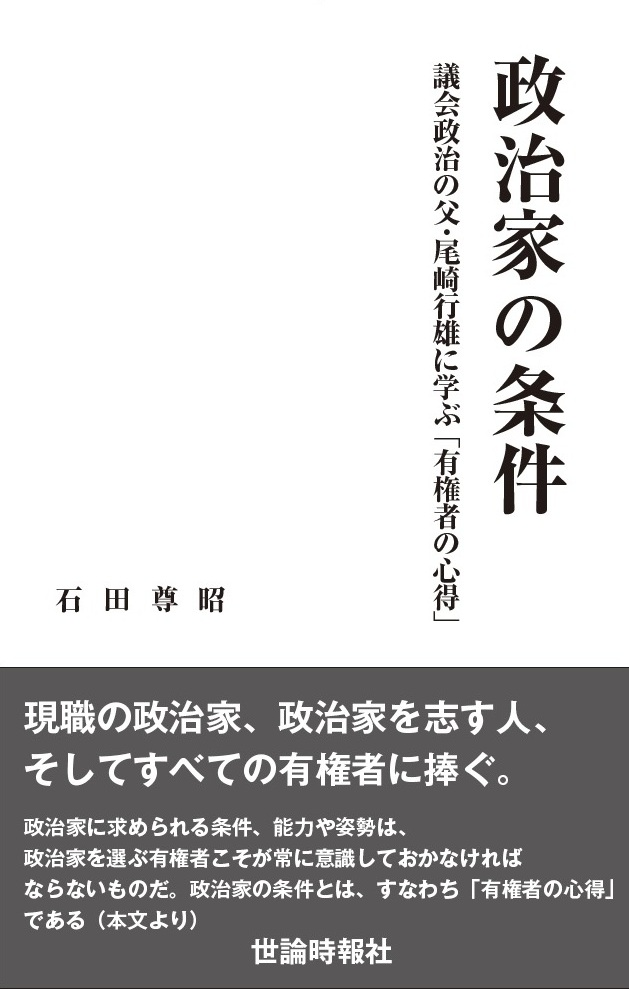 政治家の条件
議会政治の父・尾崎行雄に学ぶ「有権者の心得」
石田尊昭
現職の政治家、政治家を志す人、
そしてすべての有権者に捧ぐ。
政治家に求められる条件、能力や姿勢は、
政治家を選ぶ有権者こそが常に意識しておかなければ
ならないものだ。政治家の条件とは、すなわち「有権者の心得」
である（本文より）
世論時報社